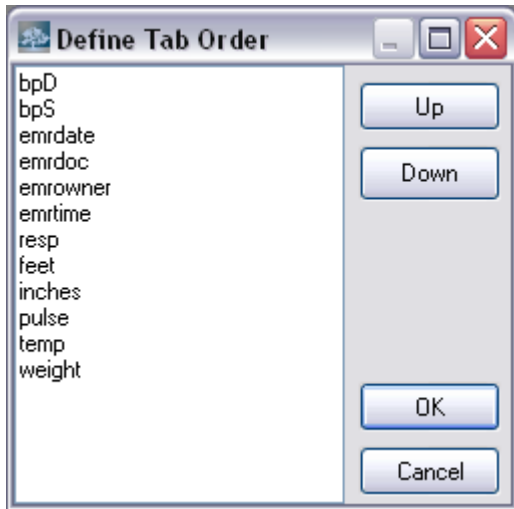 Define Tab Order
bpD
bpS
emrdate
emrdoc
emrowner
emrtime
resp
feet
inches
pulse
temp
weight
Up
Down
OK
Cancel